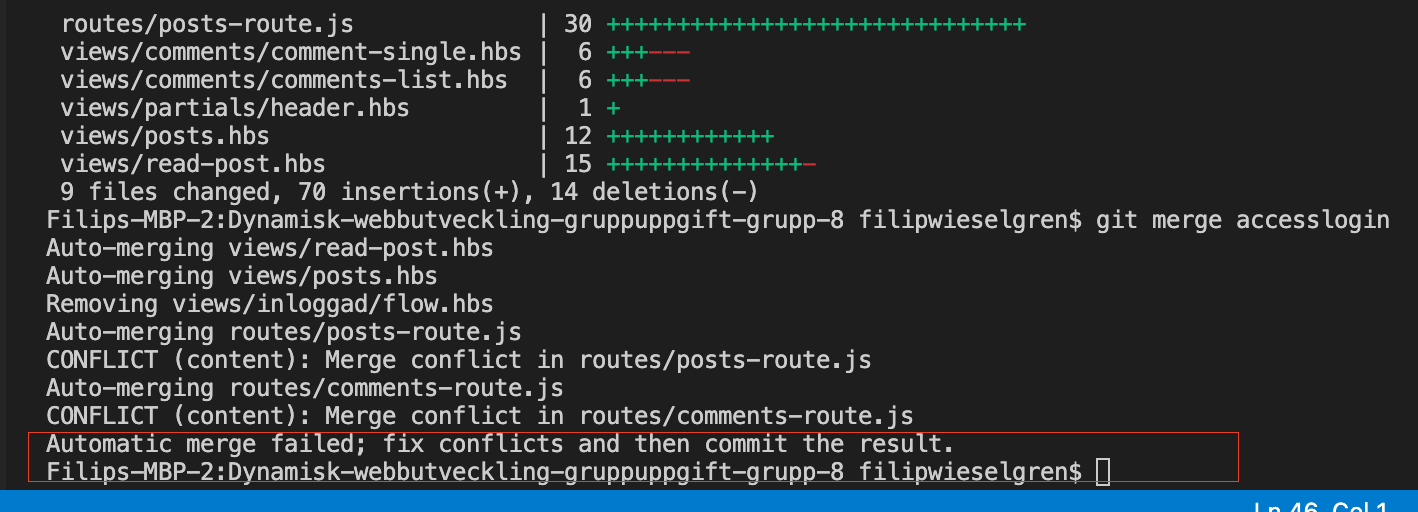 routes/posts-route.js | 30 ++++++++++++++++++++++++++++++
views/comments/comment-single.hbs | 6 +++---
views/comments/comments-list.hbs | 6 +++---
views/partials/header.hbs | 1 +
views/posts.hbs | 12 ++++++++++++
views/read-post.hbs | 15 ++++++++++++++-
9 files changed, 70 insertions(+), 14 deletions(-)
Filips-MBP-2:Dynamisk-webbutveckling-gruppuppgift-grupp-8 filipwieselgren$ git merge accesslogin
Auto-merging views/read-post.hbs
Auto-merging views/posts.hbs
Removing views/inloggad/flow.hbs
Auto-merging routes/posts-route.js
CONFLICT (content): Merge conflict in routes/posts-route.js
Auto-merging routes/comments-route.js
CONFLICT (content): Merge conflict in routes/comments-route.js
Automatic merge failed; fix conflicts and then commit the result.
Filips-MBP-2:Dynamisk-webbutveckling-gruppuppgift-grupp-8 filipwieselgren$
Ln 46, Col 1